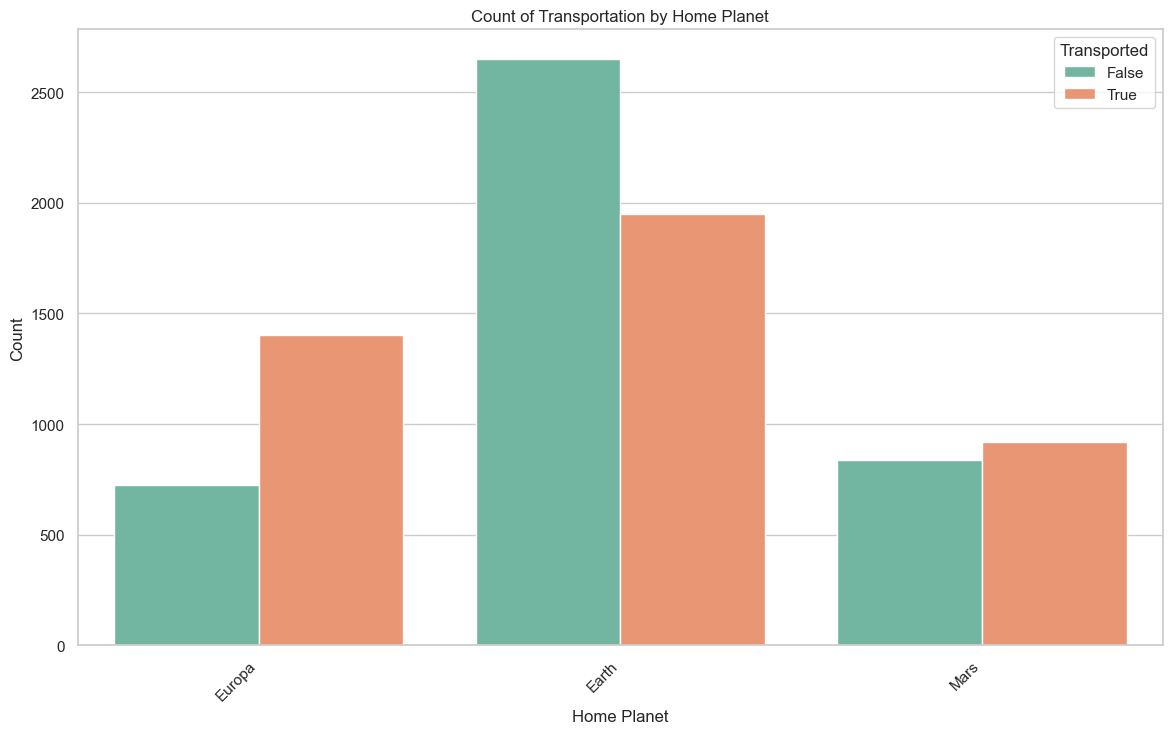 Count of Transportation by Home Planet
Transported
False
True
2500
2000
1500
1000
500
0
Count
Europa
Earth
Mars
Home Planet